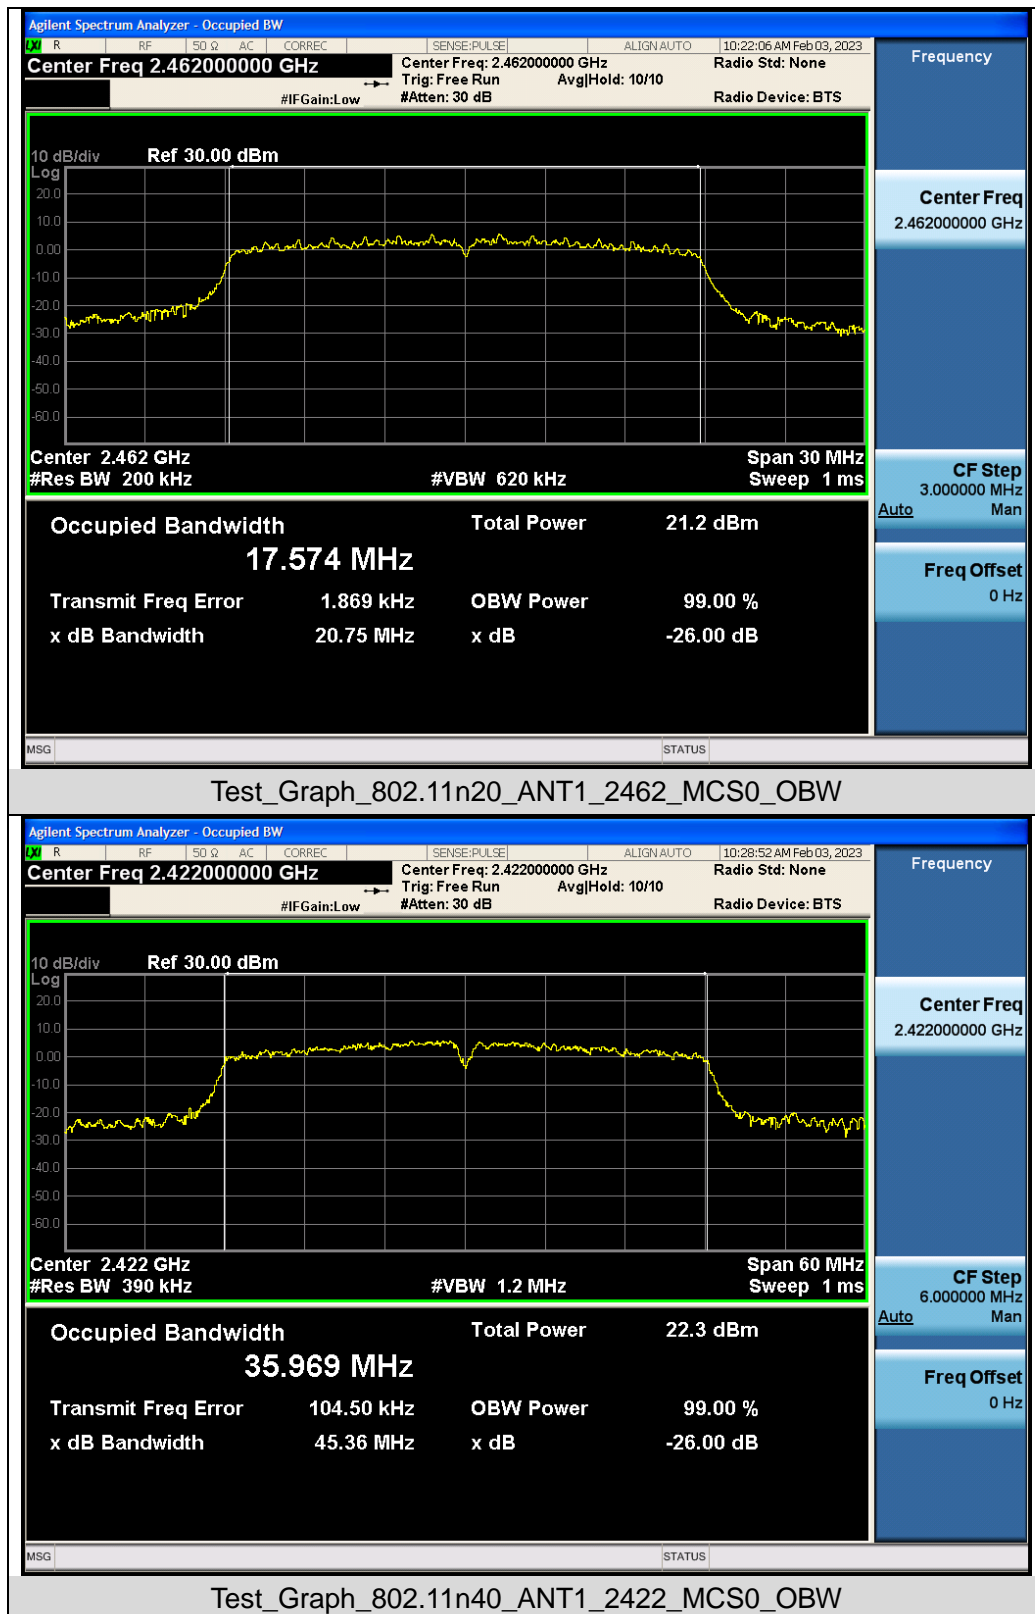 Agilent Spectrum Analyzer - Occupied BW
LXI R RF 50 Ω AC CORREC SENSE:PULSE ALIGN AUTO 10:22:06 AM Feb 03, 2023
Center Freq 2.462000000 GHz Center Freq: 2.462000000 GHz Radio Std: None
Trig: Free Run Avg|Hold: 10/10
#IFGain:Low #Atten: 30 dB Radio Device: BTS
Frequency
10 dB/div Ref 30.00 dBm
Log
20.0
10.0
0.00
-10.0
-20.0
-30.0
-40.0
-50.0
-60.0
Center 2.462 GHz Span 30 MHz
#Res BW 200 kHz #VBW 620 kHz Sweep 1 ms
Center Freq
2.462000000 GHz
CF Step
3.000000 MHz
Auto Man
Freq Offset
0 Hz
Occupied Bandwidth Total Power 21.2 dBm
17.574 MHz
Transmit Freq Error 1.869 kHz OBW Power 99.00 %
x dB Bandwidth 20.75 MHz x dB -26.00 dB
MSG STATUS
Test_Graph_802.11n20_ANT1_2462_MCS0_OBW
Agilent Spectrum Analyzer - Occupied BW
LXI R RF 50 Ω AC CORREC SENSE:PULSE ALIGN AUTO 10:28:52 AM Feb 03, 2023
Center Freq 2.422000000 GHz Center Freq: 2.422000000 GHz Radio Std: None
Trig: Free Run Avg|Hold: 10/10
#IFGain:Low #Atten: 30 dB Radio Device: BTS
Frequency
10 dB/div Ref 30.00 dBm
Log
20.0
10.0
0.00
-10.0
-20.0
-30.0
-40.0
-50.0
-60.0
Center 2.422 GHz Span 60 MHz
#Res BW 390 kHz #VBW 1.2 MHz Sweep 1 ms
Center Freq
2.422000000 GHz
CF Step
6.000000 MHz
Auto Man
Freq Offset
0 Hz
Occupied Bandwidth Total Power 22.3 dBm
35.969 MHz
Transmit Freq Error 104.50 kHz OBW Power 99.00 %
x dB Bandwidth 45.36 MHz x dB -26.00 dB
MSG STATUS
Test_Graph_802.11n40_ANT1_2422_MCS0_OBW